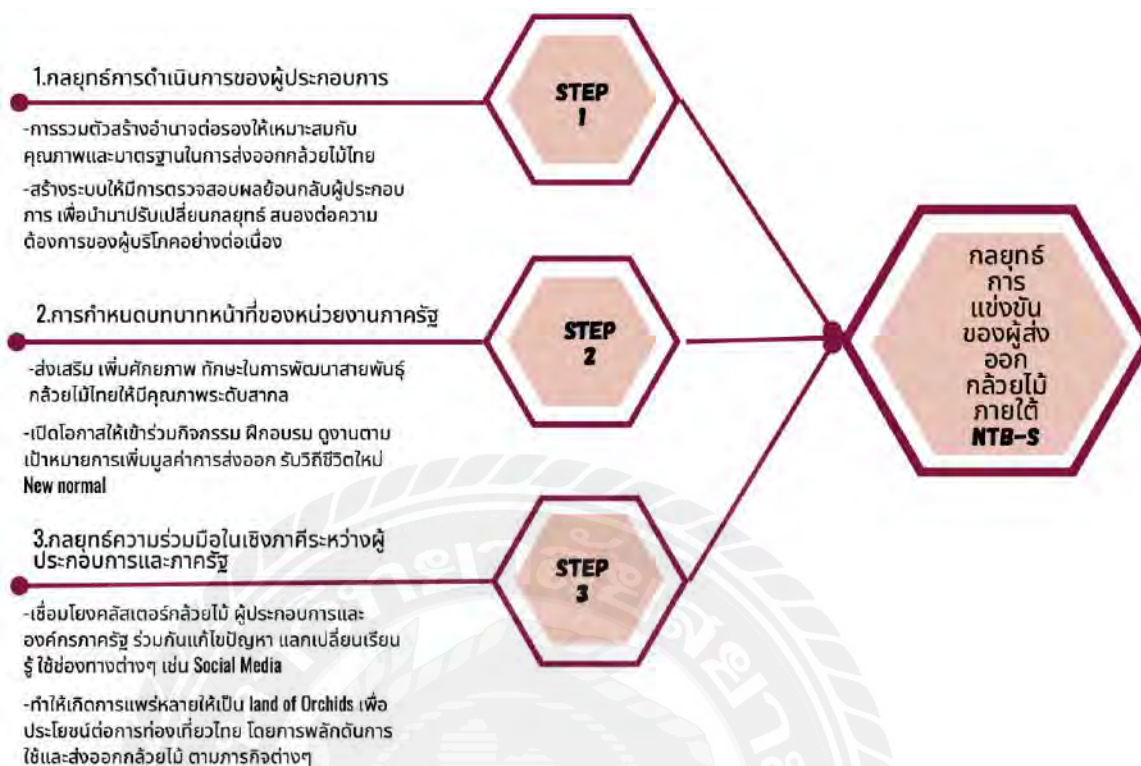 1.กลยุทธ์การดำเนินการของผู้ประกอบการ
-การรวมตัวสร้างอำนาจต่อรองให้เหมาะสมกับ
คุณภาพและมาตรฐานในการส่งออกกล้วยไม้ไทย
-สร้างระบบให้มีการตรวจสอบผลย้อนกลับผู้ประกอบ
การ เพื่อนำมาปรับเปลี่ยนกลยุทธ์ สนองต่อความ
ต้องการของผู้บริโภคอย่างต่อเนื่อง
STEP
1
2.การกำหนดบทบาทหน้าที่ของหน่วยงานภาครัฐ
-ส่งเสริม เพิ่มศักยภาพ ทักษะในการพัฒนาสายพันธุ์
กล้วยไม้ไทยให้มีคุณภาพระดับสากล
-เปิดโอกาสให้เข้าร่วมกิจกรรม ฝึกอบรม ดูงานตาม
เป้าหมายการเพิ่มมูลค่าการส่งออก รับวิถีชีวิตใหม่
New normal
STEP
2
3.กลยุทธ์ความร่วมมือในเชิงภาคีระหว่างผู้
ประกอบการและภาครัฐ
-เชื่อมโยงคลัสเตอร์กล้วยไม้ ผู้ประกอบการและ
องค์กรภาครัฐ ร่วมกันแก้ไขปัญหา แลกเปลี่ยนเรียน
รู้ ใช้ช่องทางต่างๆ เช่น Social Media
-ทำให้เกิดการแพร่หลายให้เป็น land of Orchids เพื่อ
ประโยชน์ต่อการท่องเที่ยวไทย โดยการพลักดันการ
ใช้และส่งออกกล้วยไม้ ตามภารกิจต่างๆ
STEP
3
กลยุทธ์
การ
แข่งขัน
ของผู้ส่ง
ออก
กล้วยไม้
ภายใต้
NTB-S